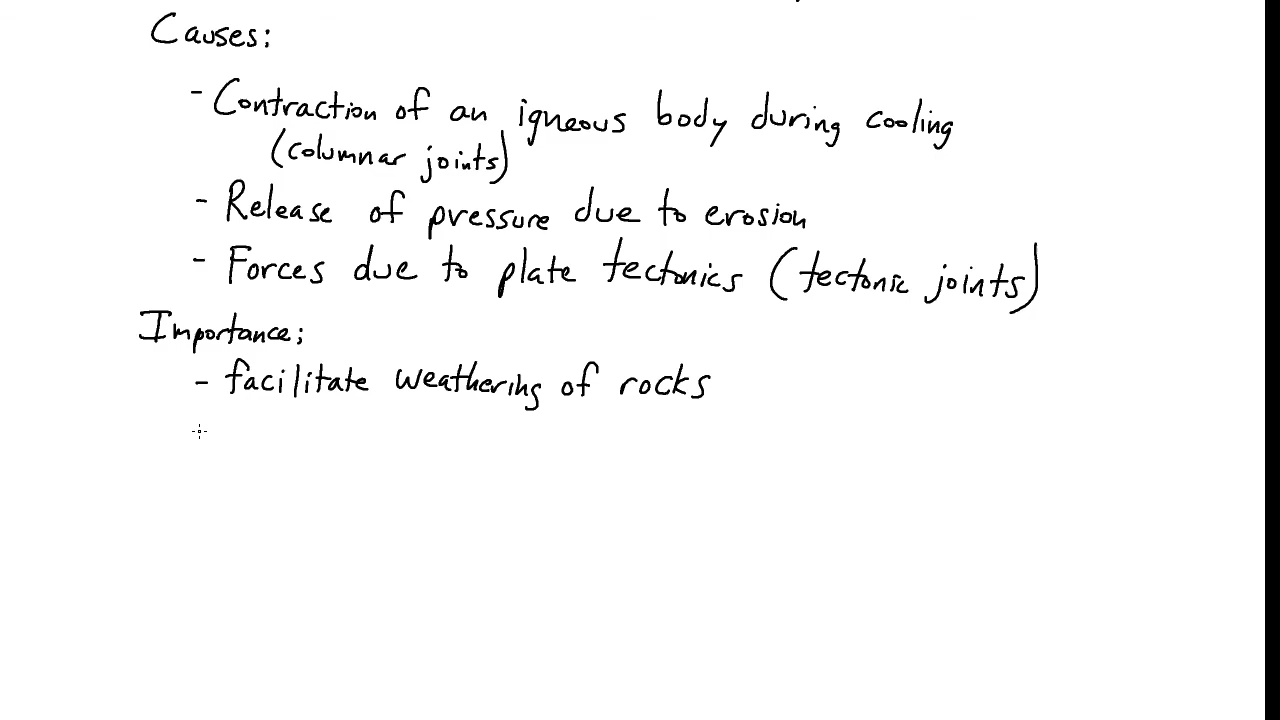 Causes:
- Contraction of an igneous body during cooling
(columnar joints)
- Release of pressure due to erosion
- Forces due to plate tectonics (tectonic joints)
Importance:
- facilitate weathering of rocks